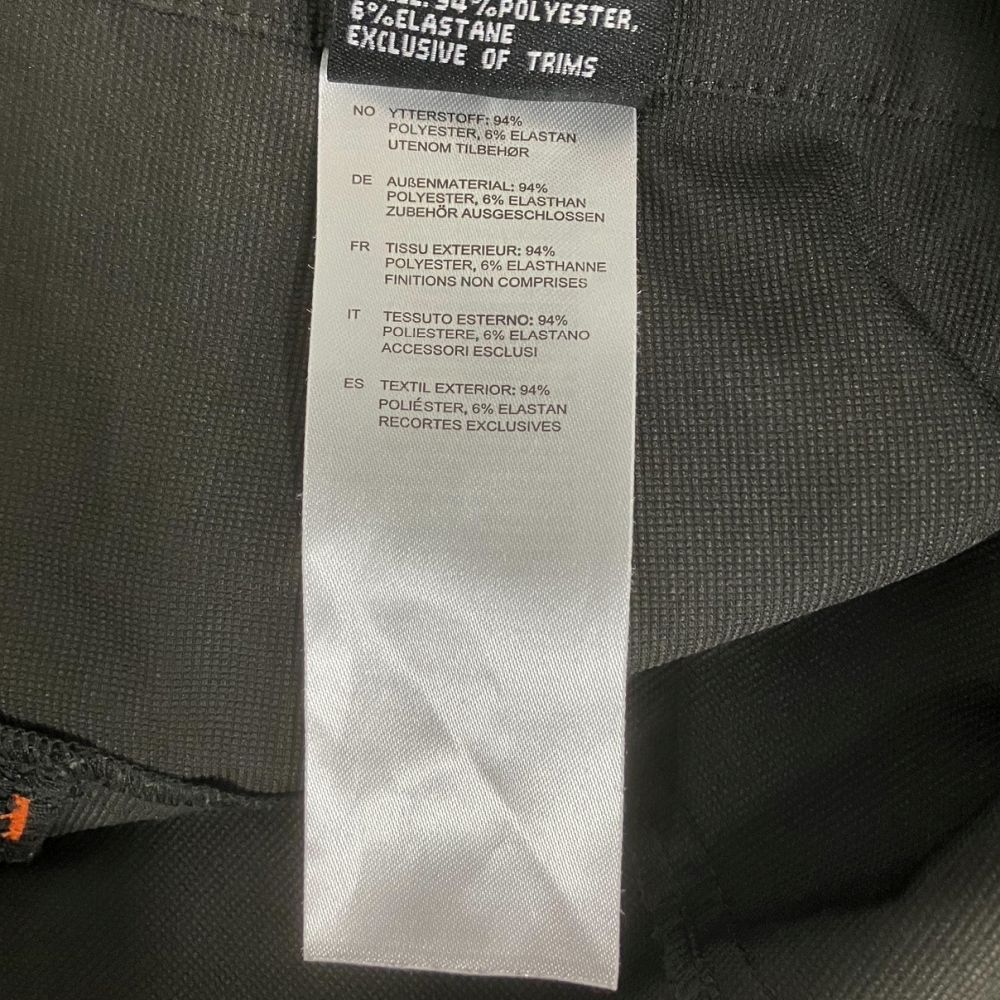 94%POLYESTER,
6%ELASTANE
EXCLUSIVE OF TRIMS
NO YTTERSTOFF: 94%
POLYESTER, 6% ELASTAN
UTENOM TILBEHØR
DE AUßENMATERIAL: 94%
POLYESTER, 6% ELASTHAN
ZUBEHÖR AUSGESCHLOSSEN
FR TISSU EXTERIEUR: 94%
POLYESTER, 6% ELASTHANNE
FINITIONS NON COMPRISES
IT TESSUTO ESTERNO: 94%
POLIESTERE, 6% ELASTANO
ACCESSORI ESCLUSI
ES TEXTIL EXTERIOR: 94%
POLIÉSTER, 6% ELASTAN
RECORTES EXCLUSIVES